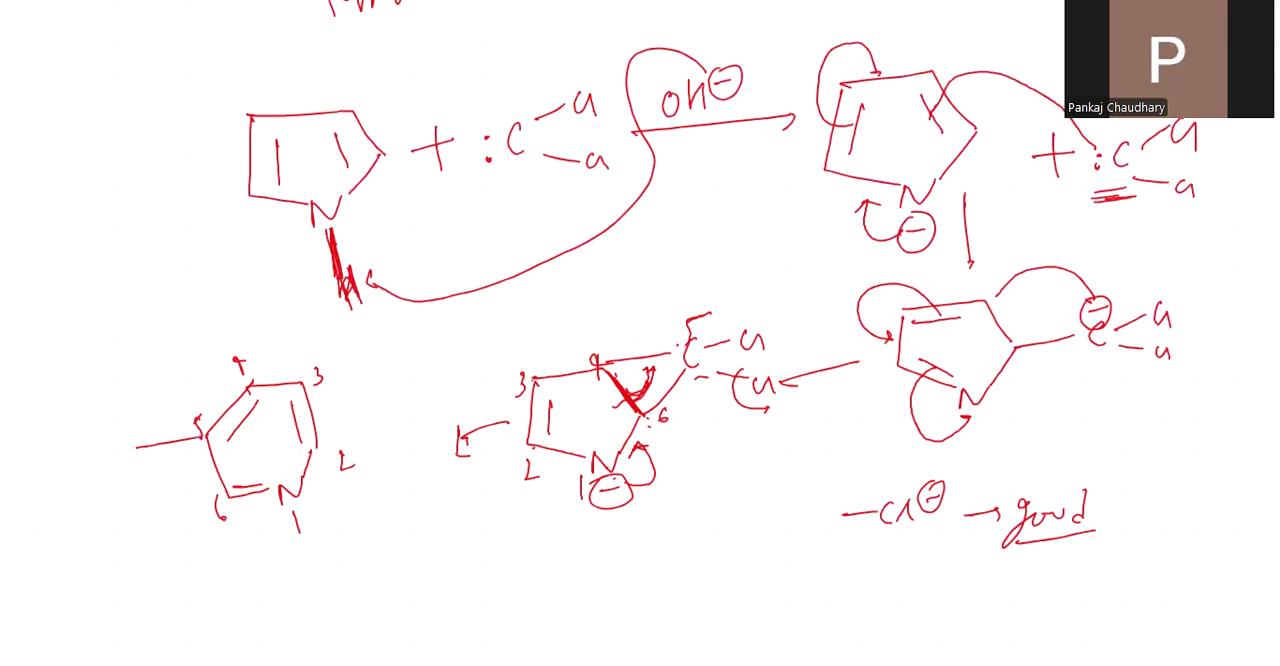 + :C Cl Cl
OH⊖
+ :C Cl Cl
N
N ⊖
H
P
Pankaj Chaudhary
C ⊖ Cl Cl
N
3 4 C Cl Cl
2 N 1 ⊖ 6
4 3
5 2
6 N
1
-Cl⊖ → good